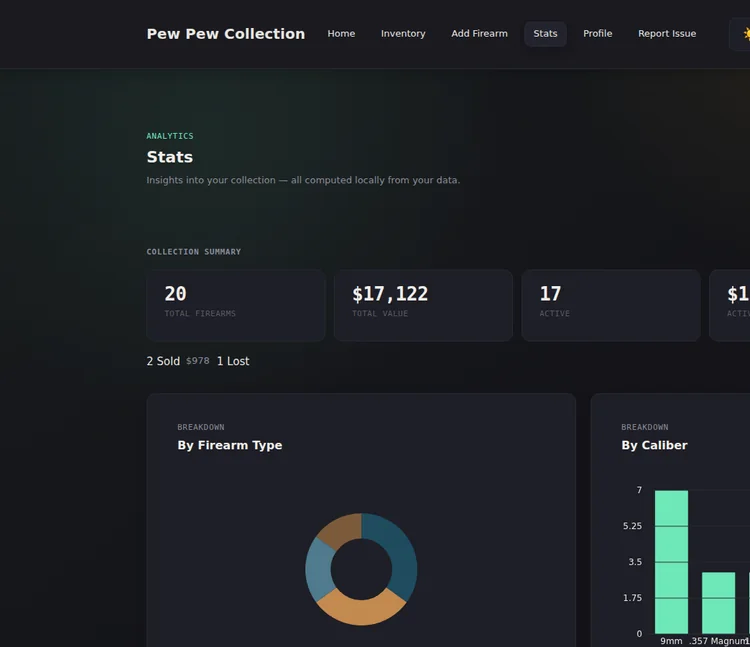 Pew Pew Collection Home Inventory Add Firearm Stats Profile Report Issue
ANALYTICS
Stats
Insights into your collection — all computed locally from your data.
COLLECTION SUMMARY
20 $17,122 17 $1
TOTAL FIREARMS TOTAL VALUE ACTIVE
2 Sold $978 1 Lost
BREAKDOWN
By Firearm Type
BREAKDOWN
By Caliber
7
5.25
3.5
1.75
0
9mm .357 Magnum